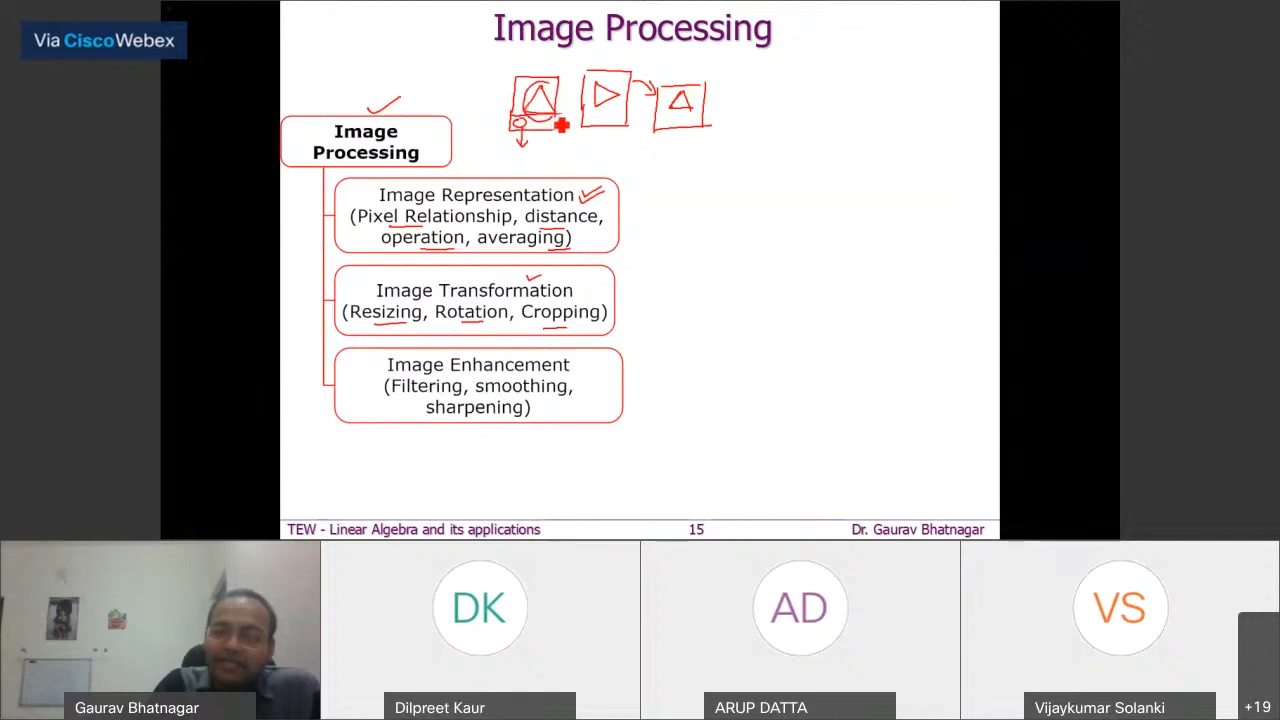 Via Cisco Webex
Image Processing
Image
Processing
Image Representation
(Pixel Relationship, distance,
operation, averaging)
Image Transformation
(Resizing, Rotation, Cropping)
Image Enhancement
(Filtering, smoothing,
sharpening)
TEW - Linear Algebra and its applications
15
Dr. Gaurav Bhatnagar
DK
AD
VS
Gaurav Bhatnagar
Dilpreet Kaur
ARUP DATTA
Vijaykumar Solanki
+19